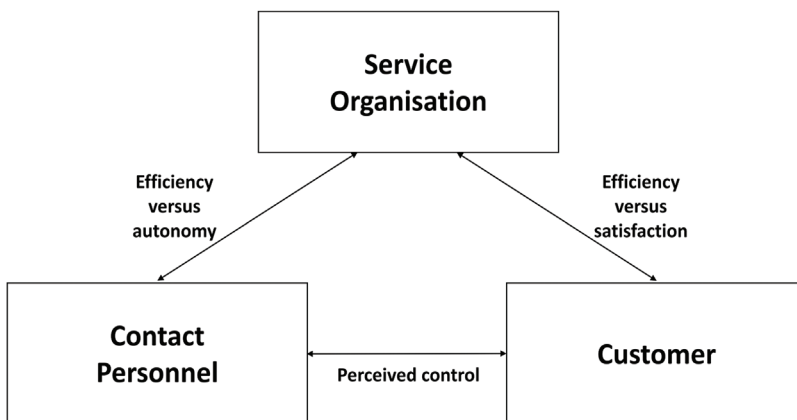 Service
Organisation
Efficiency
versus
autonomy
Efficiency
versus
satisfaction
Contact
Personnel
Perceived control
Customer